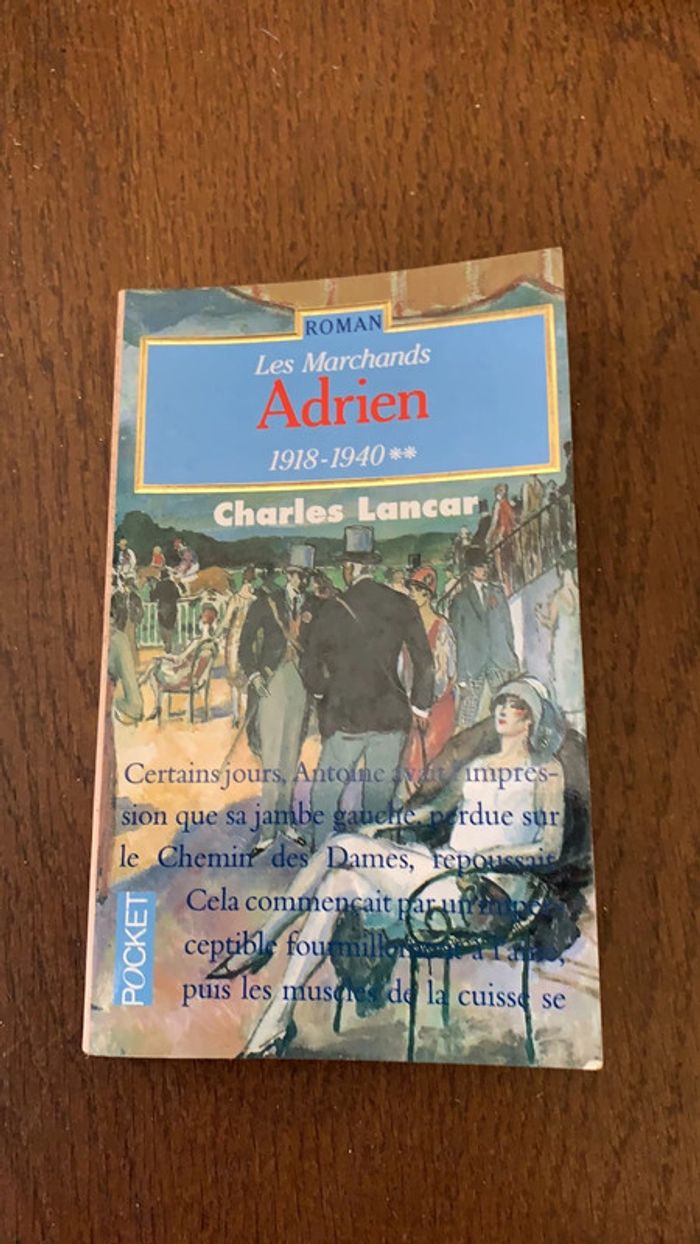 ROMAN
Les Marchands
Adrien
1918-1940**
Charles Lancar
Certains jours, Antoine avait l'impres-
sion que sa jambe gauche, perdue sur
le Chemin des Dames, repoussait.
Cela commençait par un imper-
ceptible fourmillement à l'aine,
puis les muscles de la cuisse se
POCKET